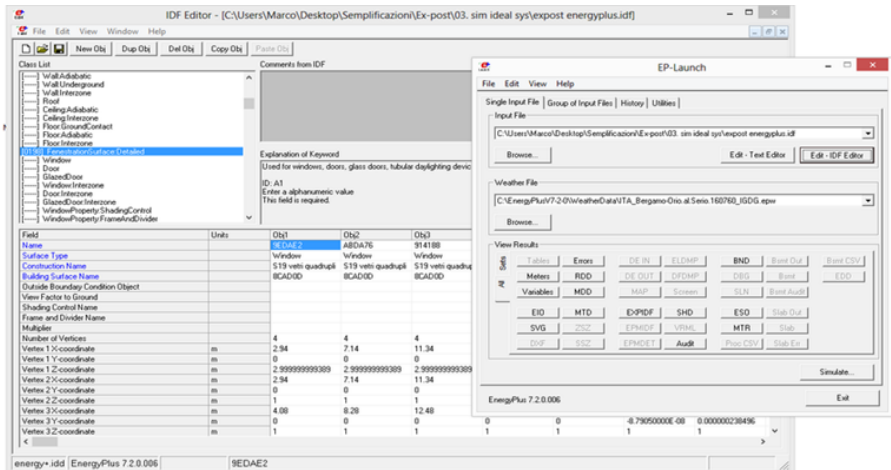 IDF Editor - [C:\Users\Marco\Desktop\Semplificazioni\Ex-post\03. sim ideal sys\expost energyplus.idf]
File Edit View Window Help
New Obj Dup Obj Del Obj Copy Obj Paste Obj
Class List
Comments from IDF
[------] Wall:Adiabatic
[------] Wall:Underground
[------] Wall:Interzone
[------] Roof
[------] Ceiling:Adiabatic
[------] Ceiling:Interzone
[------] Floor:GroundContact
[------] Floor:Adiabatic
[------] Floor:Interzone
[0198] FenestrationSurface:Detailed
[------] Window
[------] Door
[------] GlazedDoor
[------] Window:Interzone
[------] Door:Interzone
[------] GlazedDoor:Interzone
[------] WindowProperty:ShadingControl
[------] WindowProperty:FrameAndDivider
Explanation of Keyword
Used for windows, doors, glass doors, tubular daylighting devic
ID: A1
Enter a alphanumeric value
This field is required.
Field Units Obj1 Obj2 Obj3
Name 9EDAE2 ABDA76 914188
Surface Type Window Window Window
Construction Name S19 vetri quadrupli S19 vetri quadrupli S19 vetri quadrup
Building Surface Name 8CAD0D 8CAD0D 8CAD0D
Outside Boundary Condition Object
View Factor to Ground
Shading Control Name
Frame and Divider Name
Multiplier
Number of Vertices 4 4 4
Vertex 1 X-coordinate m 2.94 7.14 11.34
Vertex 1 Y-coordinate m 0 0 0
Vertex 1 Z-coordinate m 2.999999999389 2.999999999389 2.999999999389
Vertex 2 X-coordinate m 2.94 7.14 11.34
Vertex 2 Y-coordinate m 0 0 0
Vertex 2 Z-coordinate m 1 1 1
Vertex 3 X-coordinate m 4.08 8.28 12.48
Vertex 3 Y-coordinate m 0 0 0 0 0 -8.79050000E-08 0.000000238496
Vertex 3 Z-coordinate m 1 1 1 1 1 1 1
energy+.idd EnergyPlus 7.2.0.006 9EDAE2
EP-Launch
File Edit View Help
Single Input File Group of Input Files History Utilities
Input File
C:\Users\Marco\Desktop\Semplificazioni\Ex-post\03. sim ideal sys\expost energyplus.idf
Browse... Edit - Text Editor Edit - IDF Editor
Weather File
C:\EnergyPlusV7-2-0\WeatherData\ITA_Bergamo-Orio.al.Serio.160760_IGDG.epw
Browse...
View Results
Sets
All
Tables Errors DE IN ELDMP BND Bsmt Out Bsmt CSV
Meters RDD DE OUT DFDMP DBG Bsmt EDD
Variables MDD MAP Screen SLN Bsmt Audit
EIO MTD EXPIDF SHD ESO Slab Out
SVG ZSZ EPMIDF VRML MTR Slab
DXF SSZ EPMDET Audit Proc CSV Slab Err
Simulate...
EnergyPlus 7.2.0.006 Exit